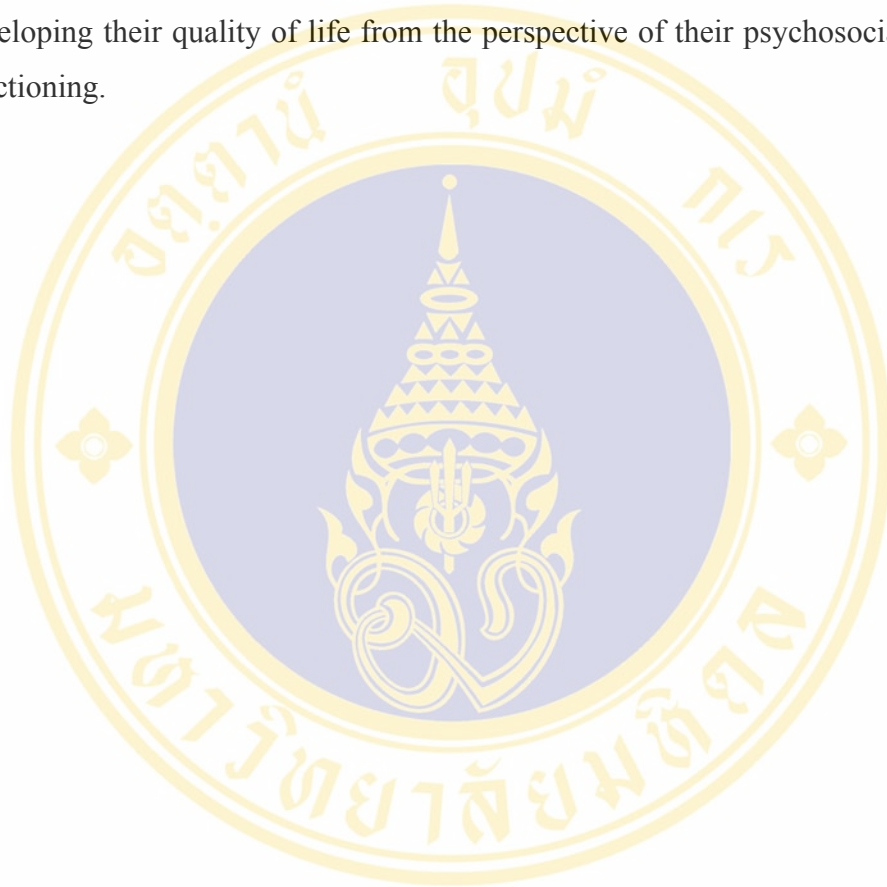 eloping their quality of life from the perspective of their psychosocia
ctioning.
อตฺตานํ อุปมํ กเร
มหาวิทยาลัยมหิดล